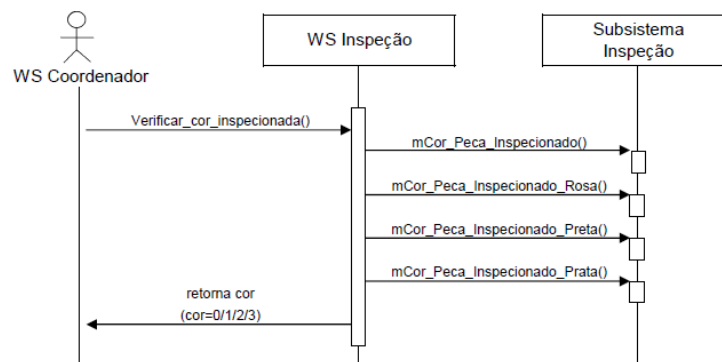 WS Coordenador
WS Inspeção
Subsistema
Inspeção
Verificar_cor_inspecionada()
mCor_Peca_Inspecionado()
mCor_Peca_Inspecionado_Rosa()
mCor_Peca_Inspecionado_Preta()
mCor_Peca_Inspecionado_Prata()
retorna cor
(cor=0/1/2/3)